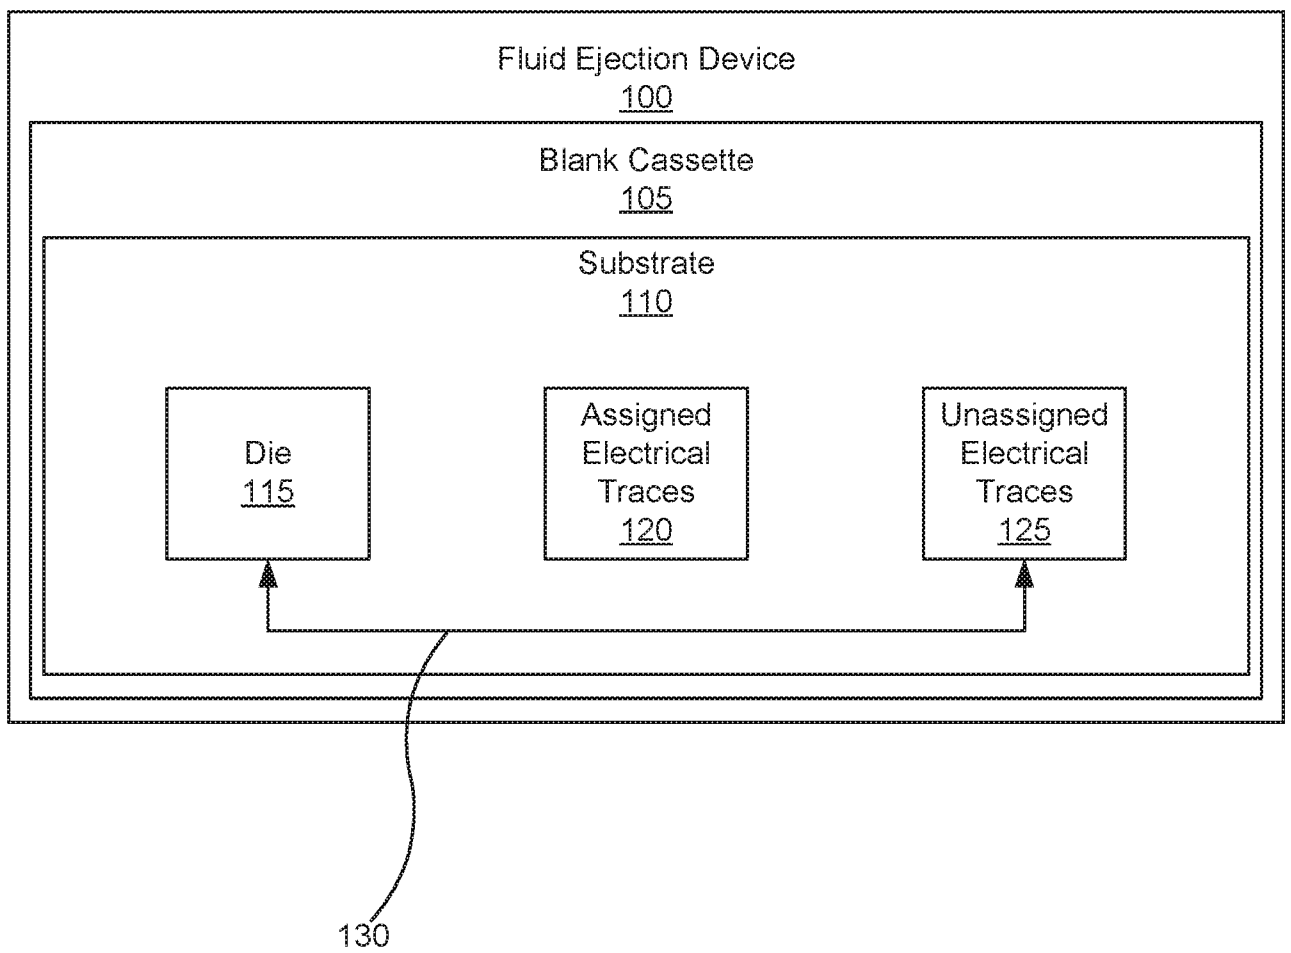 Fluid Ejection Device
100
Blank Cassette
105
Substrate
110
Die
115
Assigned
Electrical
Traces
120
Unassigned
Electrical
Traces
125
130